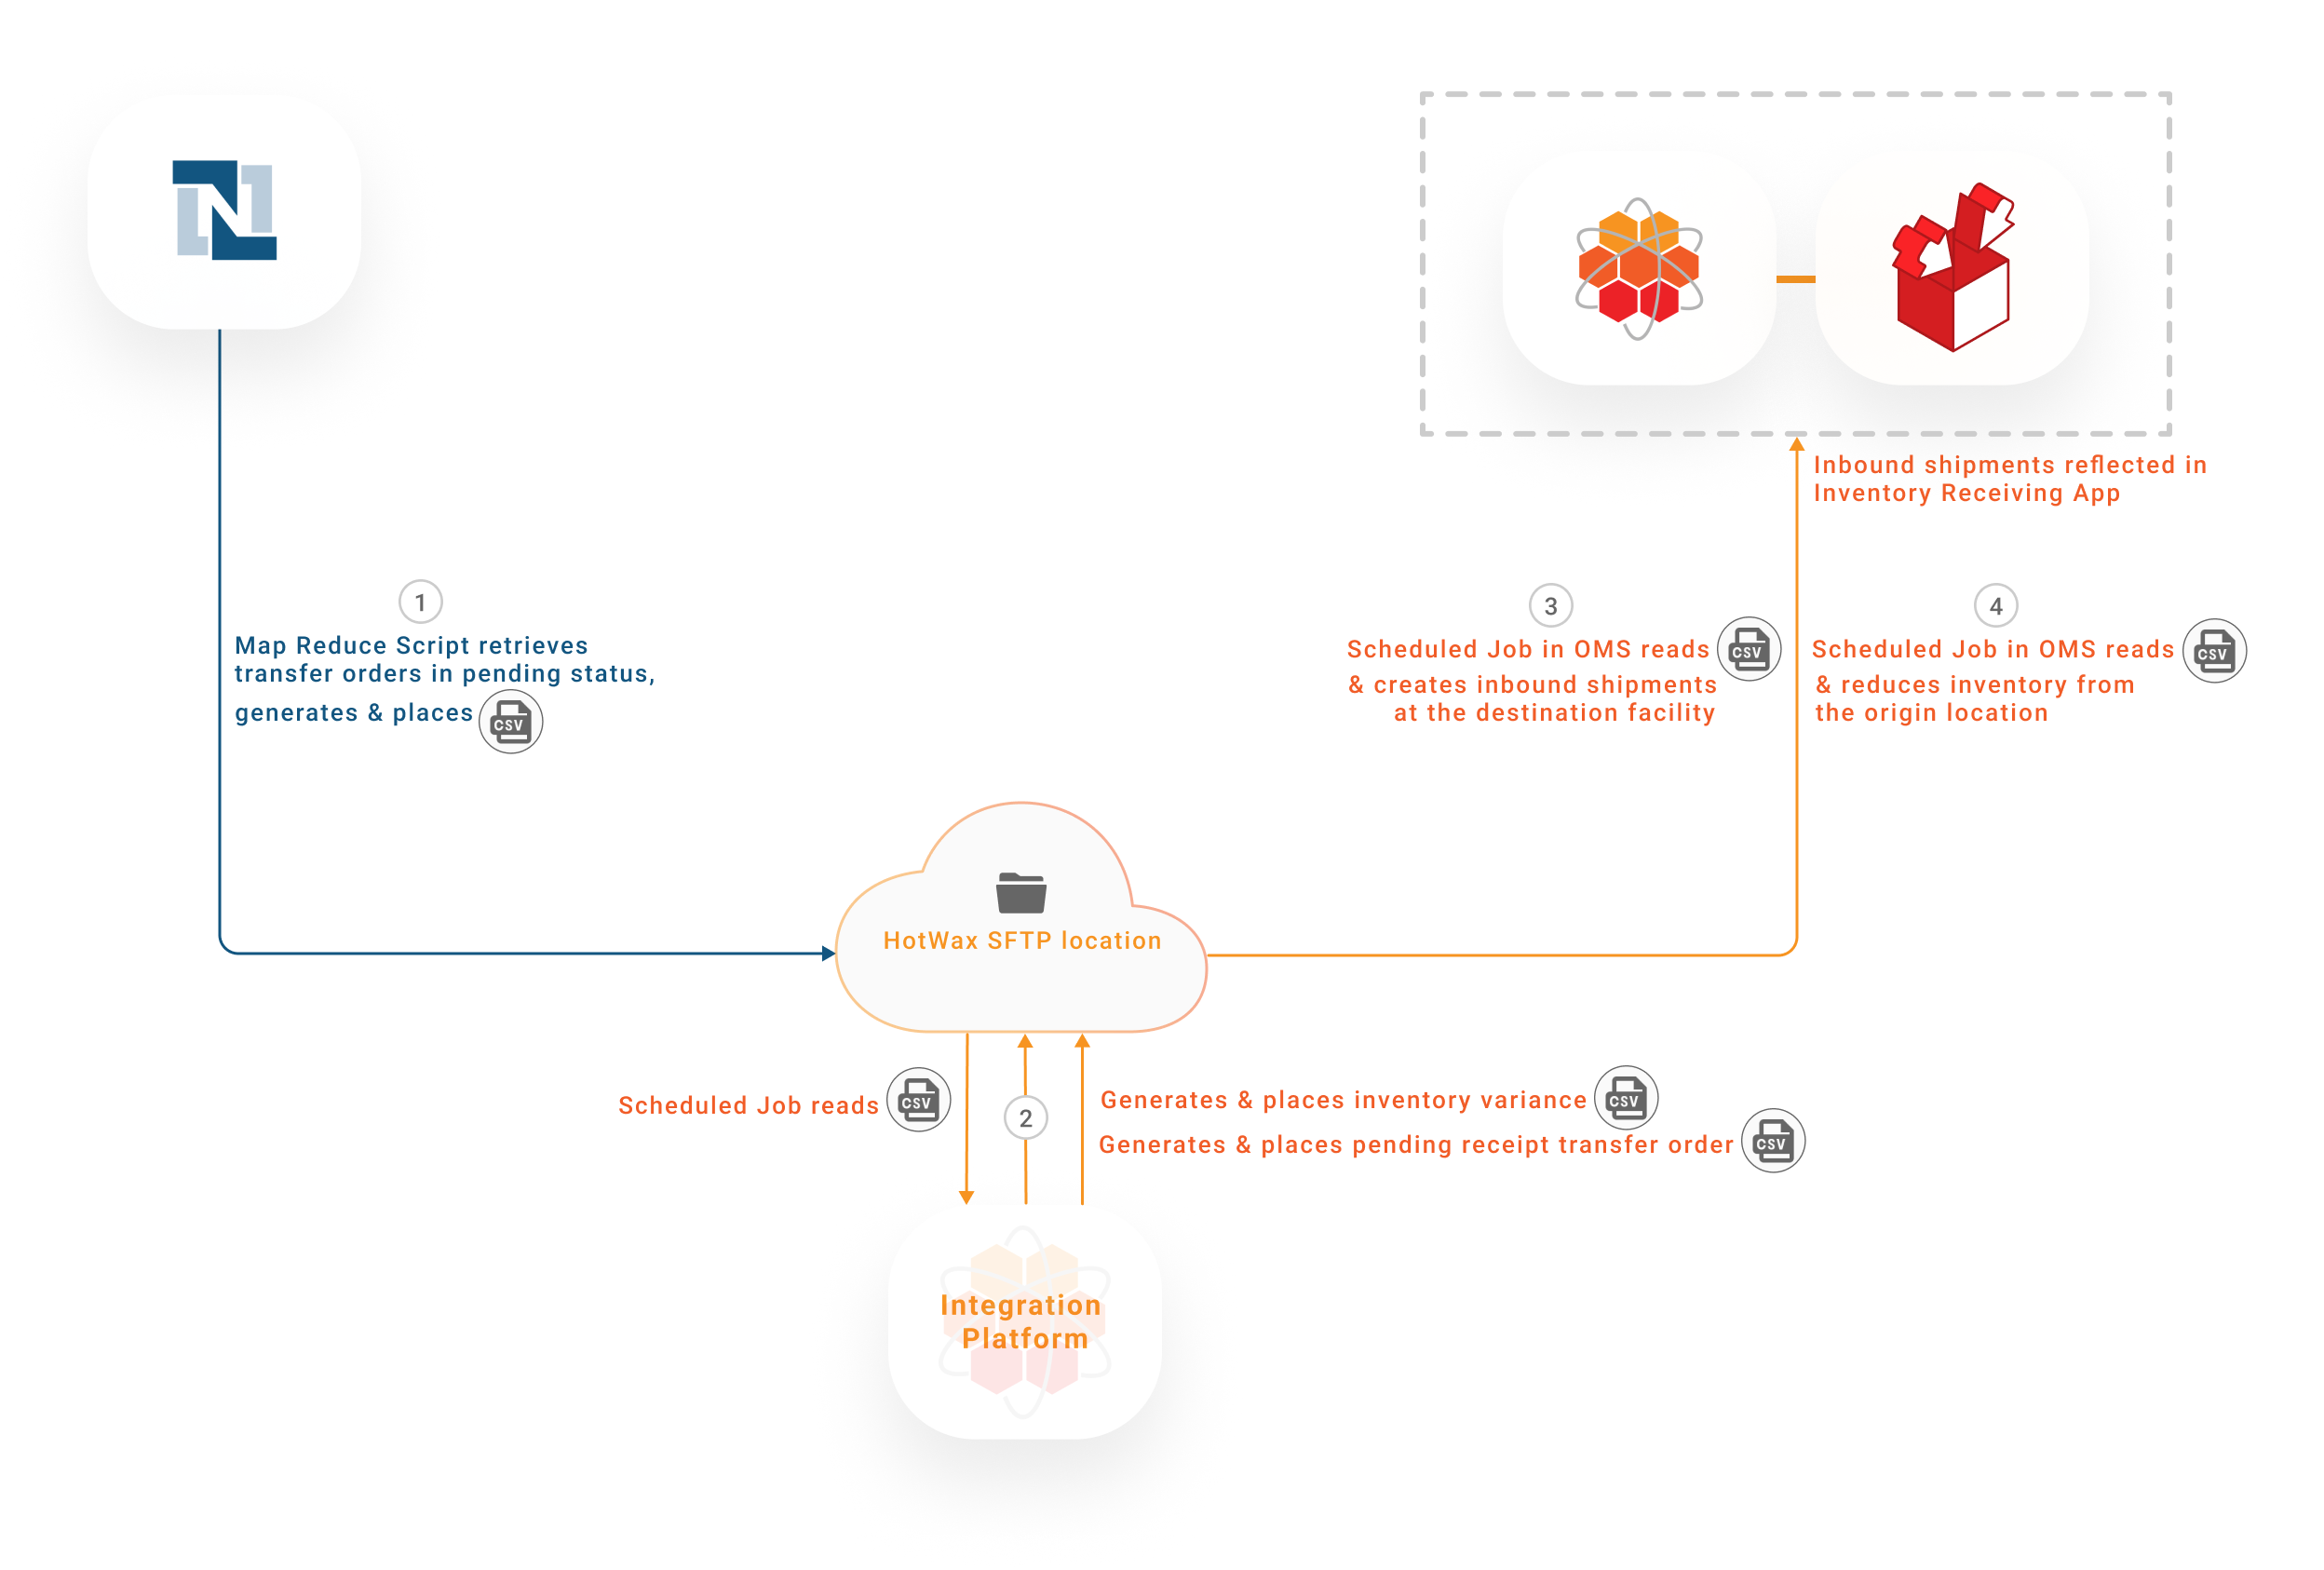 Inbound shipments reflected in
Inventory Receiving App
1
Map Reduce Script retrieves
transfer orders in pending status,
generates & places
CSV
3
Scheduled Job in OMS reads
CSV
& creates inbound shipments
at the destination facility
4
Scheduled Job in OMS reads
CSV
& reduces inventory from
the origin location
HotWax SFTP location
Scheduled Job reads
CSV
2
Generates & places inventory variance
CSV
Generates & places pending receipt transfer order
CSV
Integration
Platform